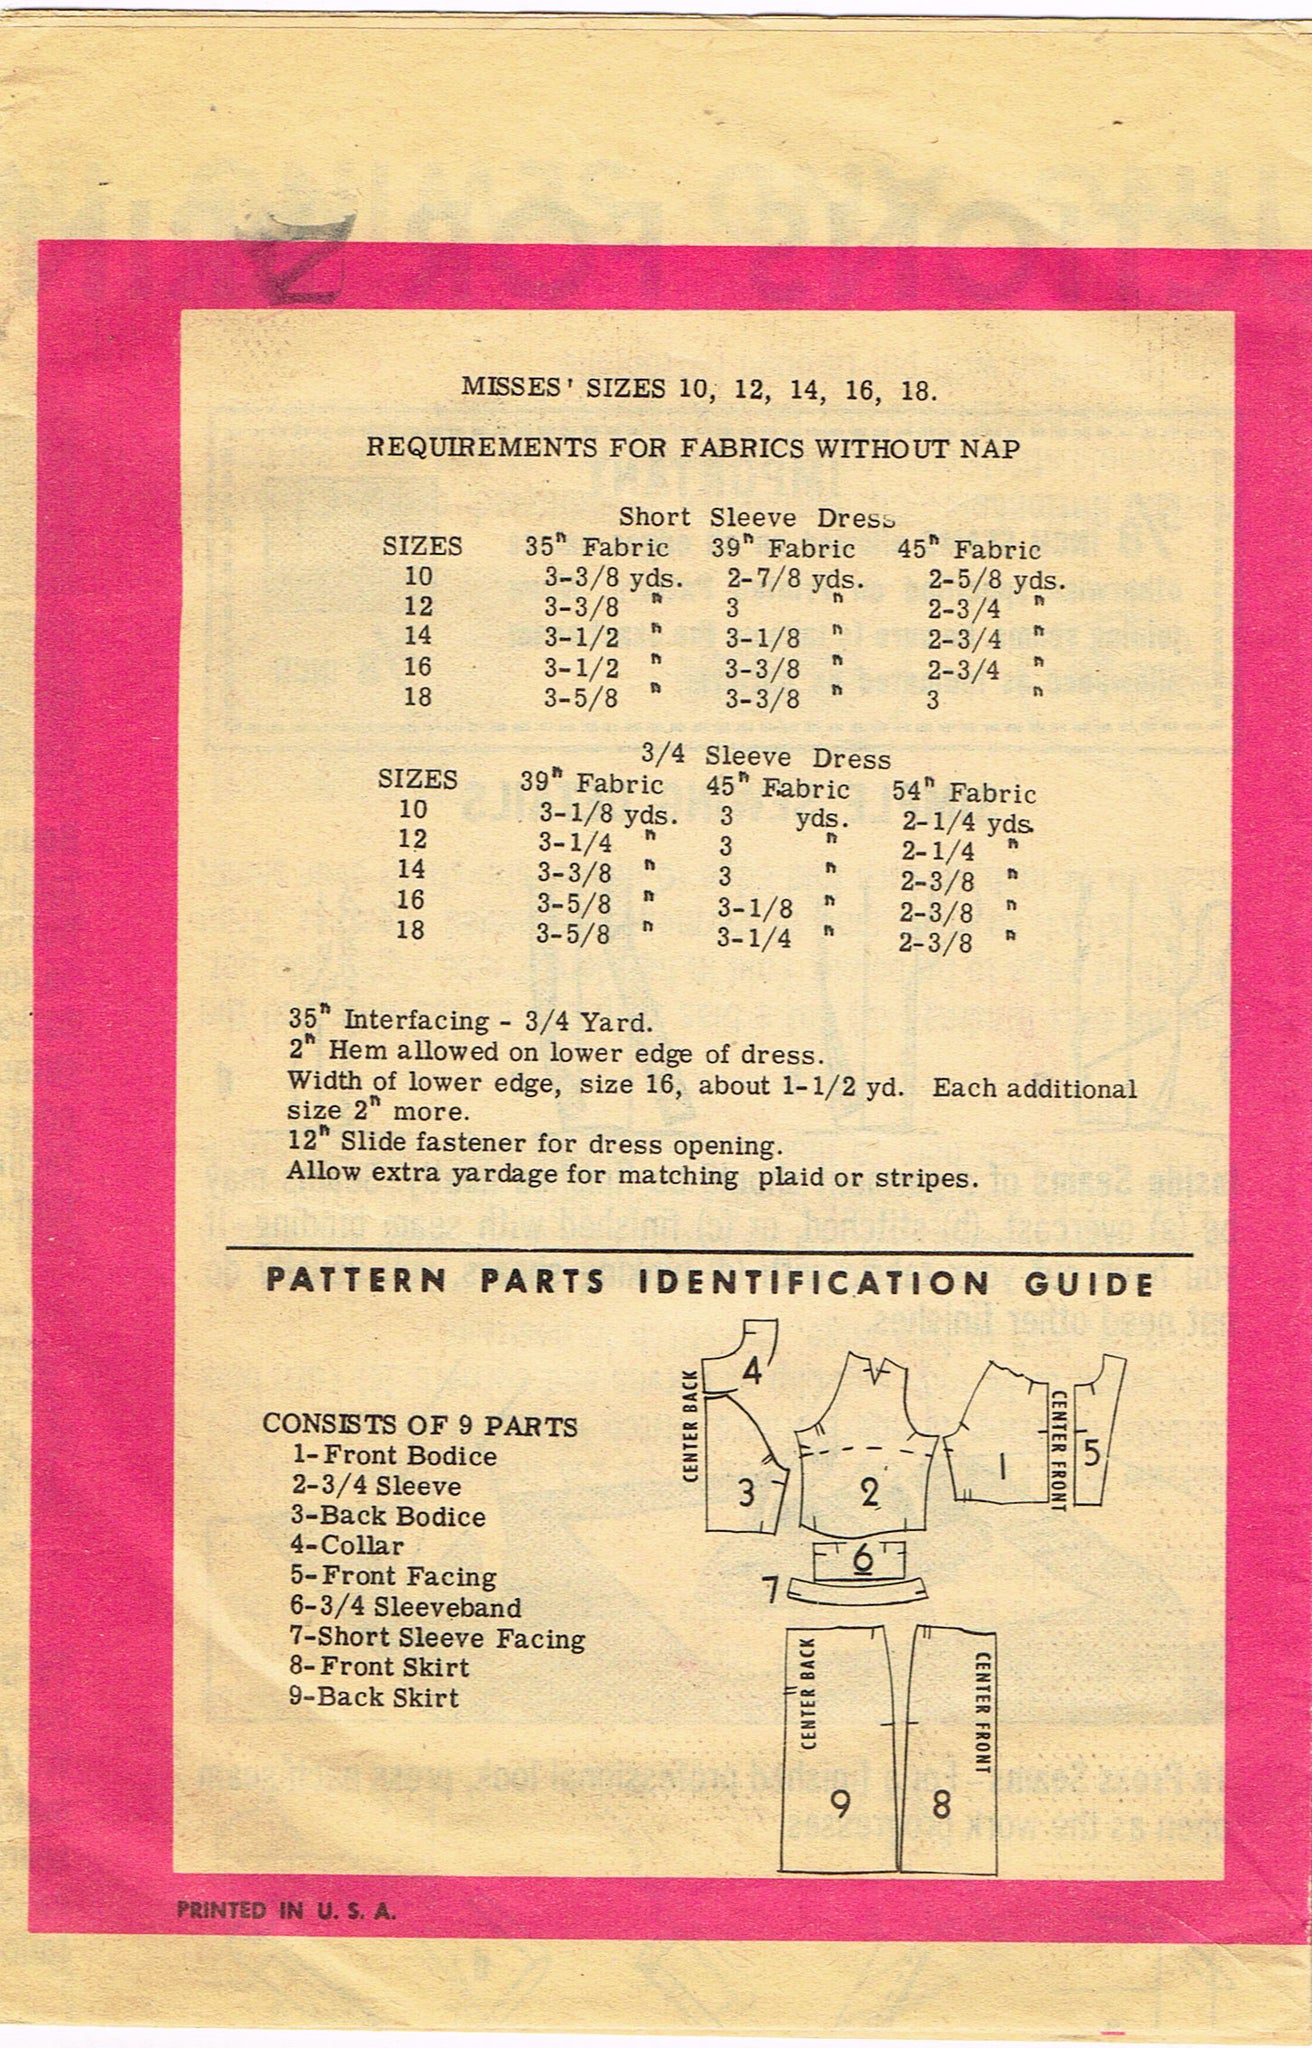 MISSES' SIZES 10, 12, 14, 16, 18.
REQUIREMENTS FOR FABRICS WITHOUT NAP
Short Sleeve Dress
SIZES 35" Fabric 39" Fabric 45" Fabric
10 3-3/8 yds. 2-7/8 yds. 2-5/8 yds.
12 3-3/8 " 3 " 2-3/4 "
14 3-1/2 " 3-1/8 " 2-3/4 "
16 3-1/2 " 3-3/8 " 2-3/4 "
18 3-5/8 " 3-3/8 " 3 "
3/4 Sleeve Dress
SIZES 39" Fabric 45" Fabric 54" Fabric
10 3-1/8 yds. 3 yds. 2-1/4 yds.
12 3-1/4 " 3 " 2-1/4 "
14 3-3/8 " 3 " 2-3/8 "
16 3-5/8 " 3-1/8 " 2-3/8 "
18 3-5/8 " 3-1/4 " 2-3/8 "
35" Interfacing - 3/4 Yard.
2" Hem allowed on lower edge of dress.
Width of lower edge, size 16, about 1-1/2 yd. Each additional
size 2" more.
12" Slide fastener for dress opening.
Allow extra yardage for matching plaid or stripes.
PATTERN PARTS IDENTIFICATION GUIDE
CONSISTS OF 9 PARTS
1-Front Bodice
2-3/4 Sleeve
3-Back Bodice
4-Collar
5-Front Facing
6-3/4 Sleeveband
7-Short Sleeve Facing
8-Front Skirt
9-Back Skirt
4
CENTER BACK
3
2
1
CENTER FRONT
5
6
7
CENTER BACK
9
8
CENTER FRONT
PRINTED IN U. S. A.